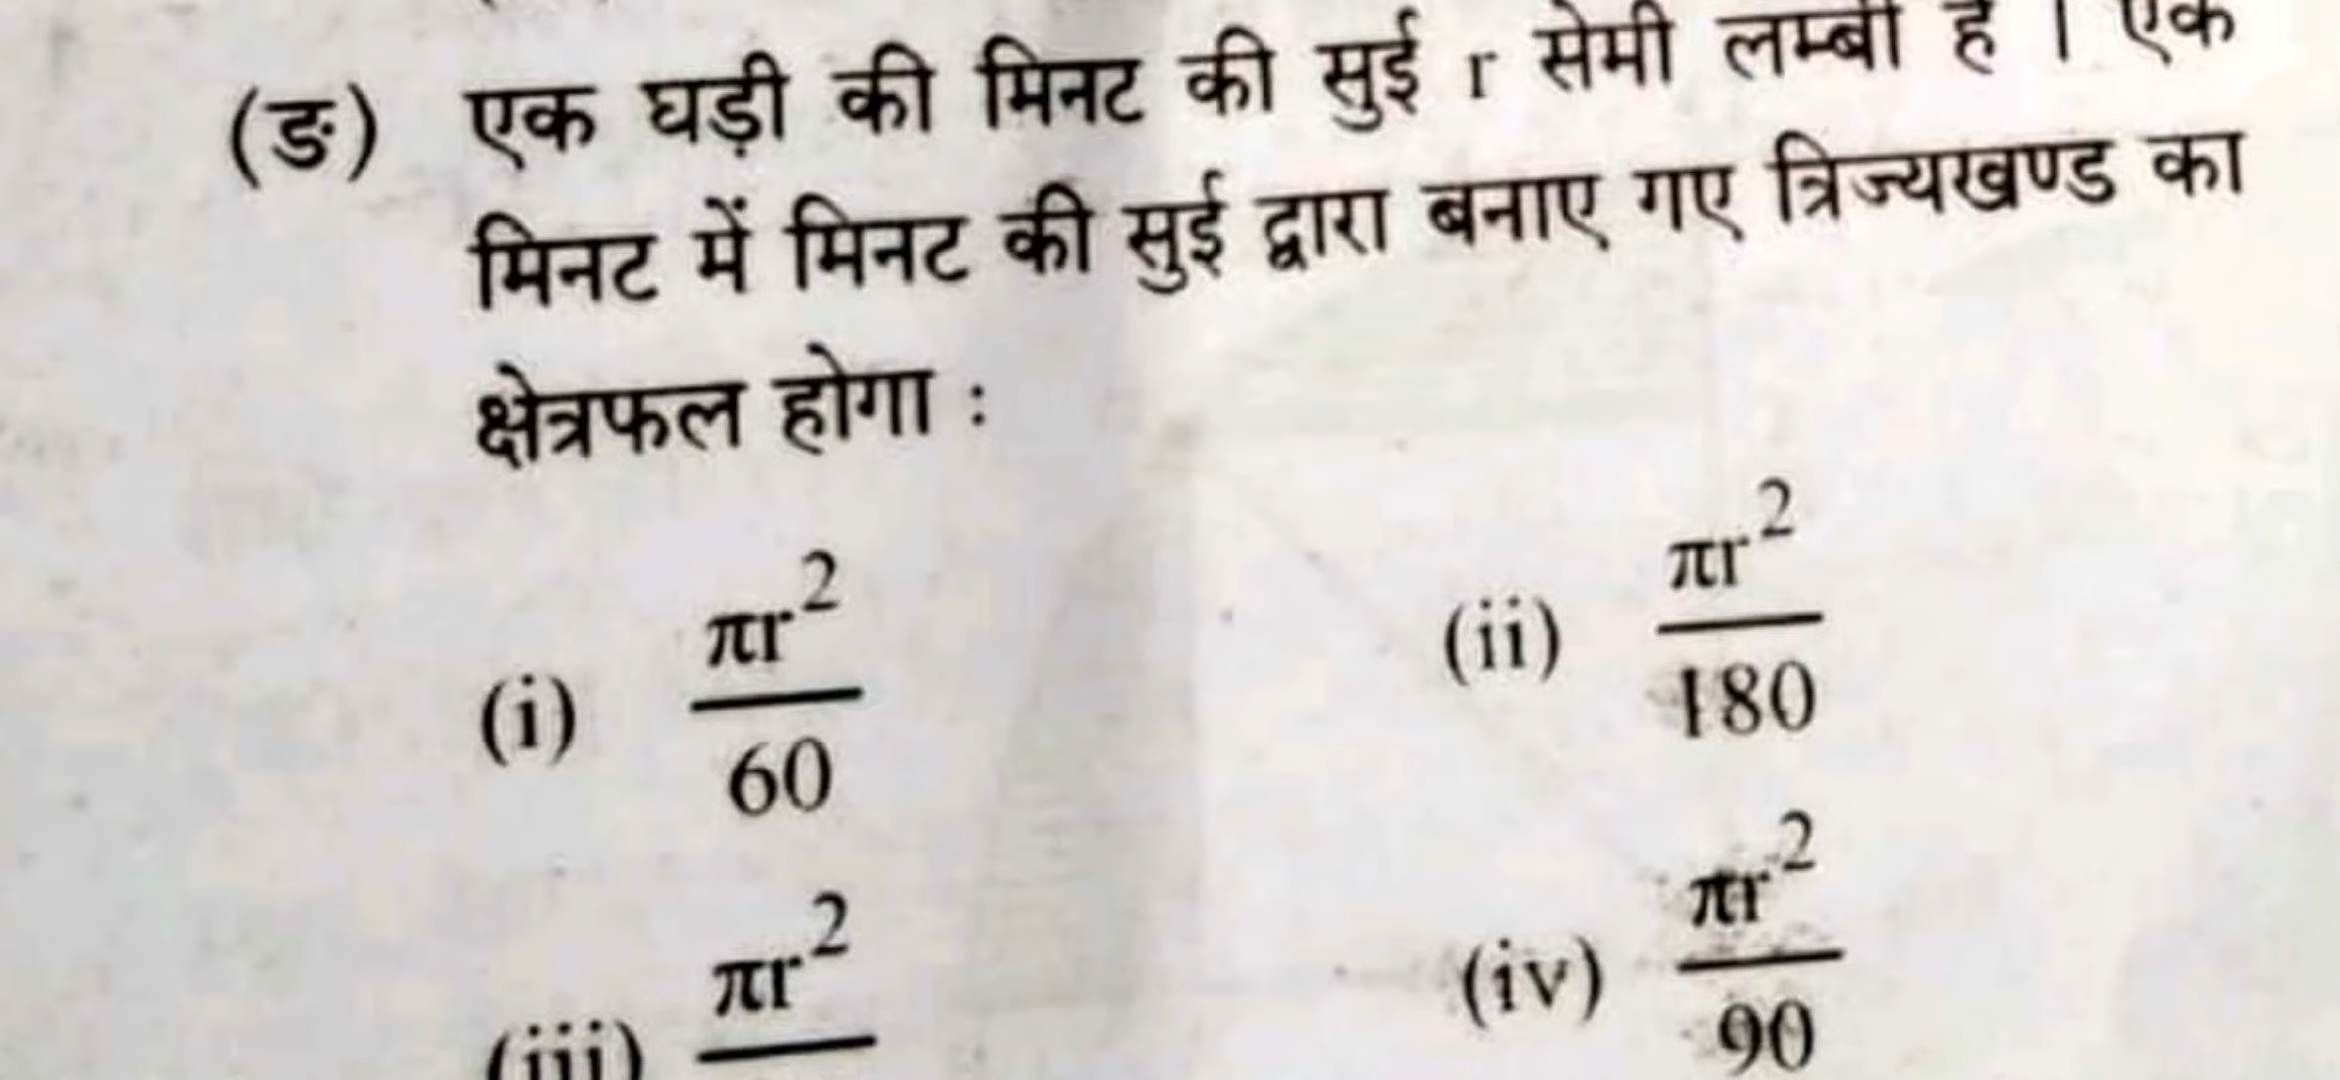 (ङ) एक घड़ी की मिनट की सुई r सेमी लम्बी है । एक
मिनट में मिनट की सुई द्वारा बनाए गए त्रिज्यखण्ड का
क्षेत्रफल होगा :
(i) πr²/60 (ii) πr²/180
(iii) πr² (iv) πr²/90